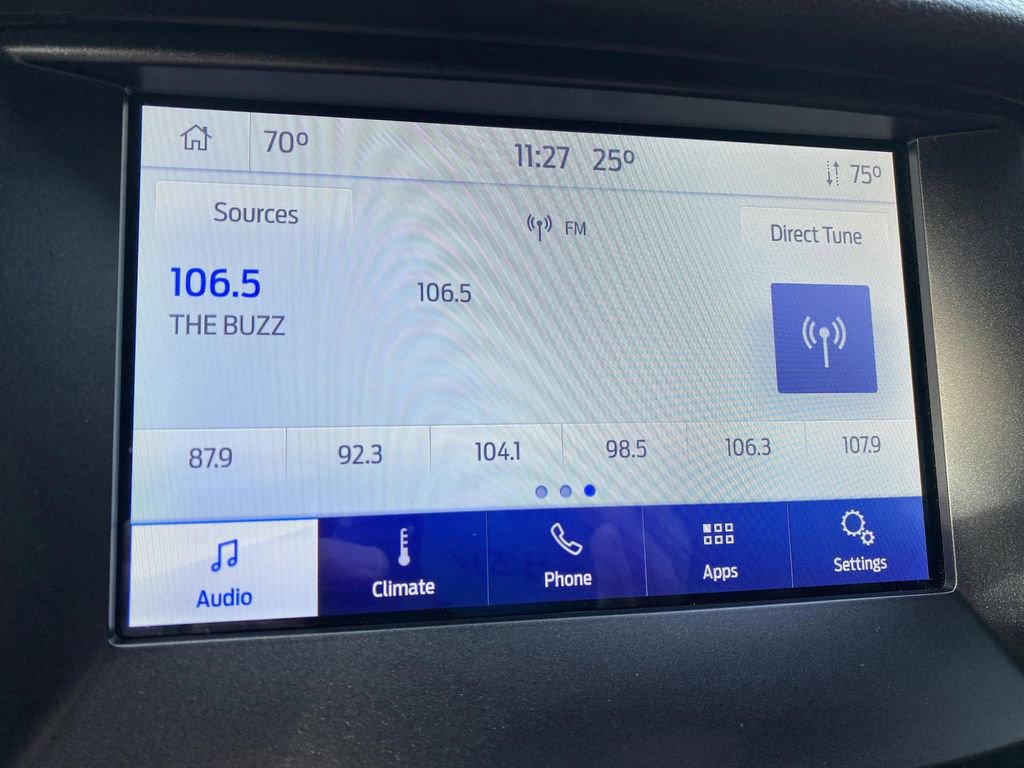 70° 11:27 25° 75°
Sources FM Direct Tune
106.5 106.5
THE BUZZ
87.9 92.3 104.1 98.5 106.3 107.9
Audio Climate Phone Apps Settings